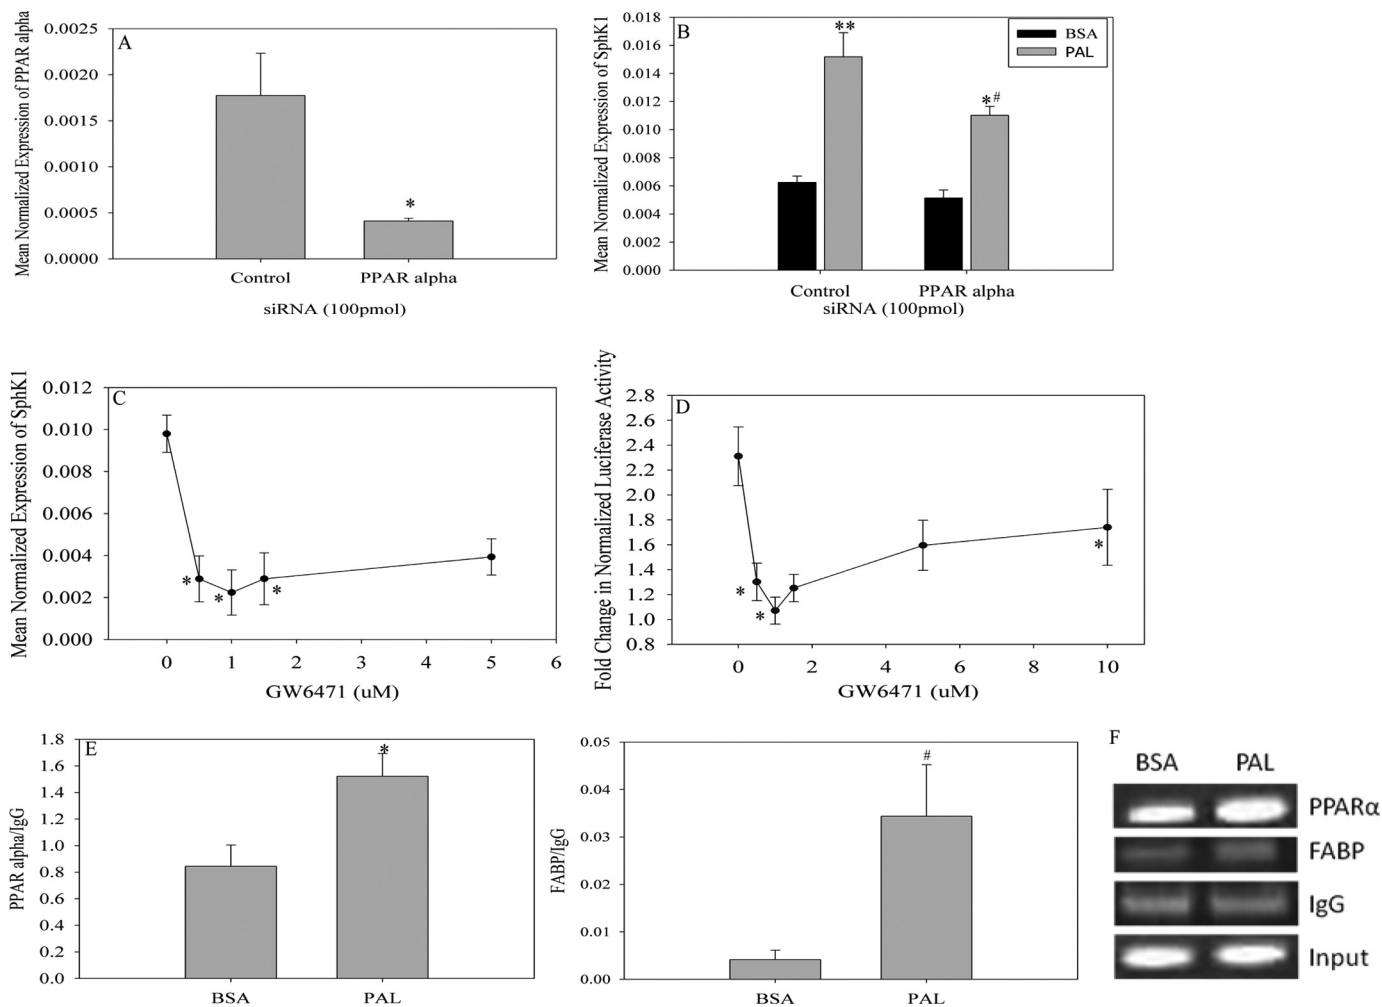 A
Mean Normalized Expression of PPAR alpha
0.0025
0.0020
0.0015
0.0010
0.0005
0.0000
*
Control PPAR alpha
siRNA (100pmol)
B
Mean Normalized Expression of SphK1
0.018
0.016
0.014
0.012
0.010
0.008
0.006
0.004
0.002
0.000
**
*#
BSA
PAL
Control PPAR alpha
siRNA (100pmol)
C
Mean Normalized Expression of SphK1
0.012
0.010
0.008
0.006
0.004
0.002
0.000
* * *
0 1 2 3 4 5 6
GW6471 (uM)
D
Fold Change in Normalized Luciferase Activity
2.8
2.6
2.4
2.2
2.0
1.8
1.6
1.4
1.2
1.0
0.8
* * *
0 2 4 6 8 10
GW6471 (uM)
E
PPAR alpha/IgG
1.8
1.6
1.4
1.2
1.0
0.8
0.6
0.4
0.2
0.0
*
BSA PAL
FABP/IgG
0.05
0.04
0.03
0.02
0.01
0.00
#
BSA PAL
F
BSA PAL
PPARα
FABP
IgG
Input